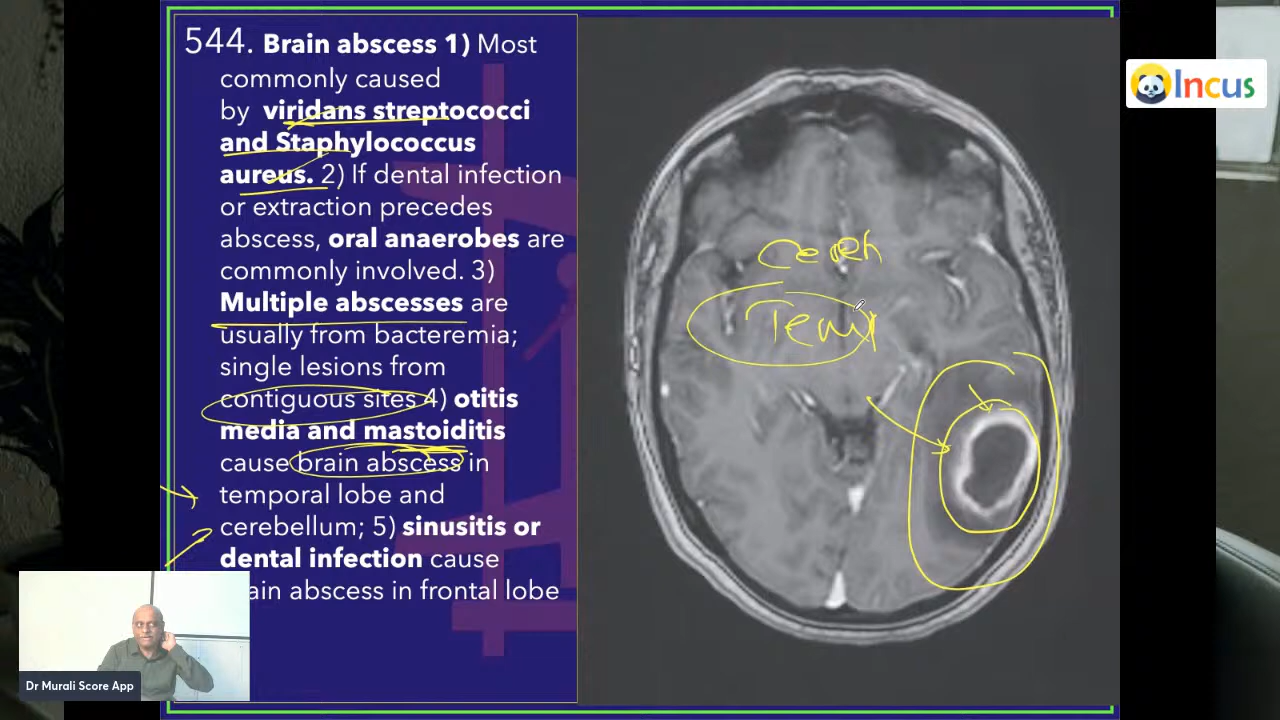 544. Brain abscess 1) Most
commonly caused
by viridans streptococci
and Staphylococcus
aureus. 2) If dental infection
or extraction precedes
abscess, oral anaerobes are
commonly involved. 3)
Multiple abscesses are
usually from bacteremia;
single lesions from
contiguous sites 4) otitis
media and mastoiditis
cause brain abscess in
temporal lobe and
cerebellum; 5) sinusitis or
dental infection cause
ain abscess in frontal lobe
Incus
Dr Murali Score App